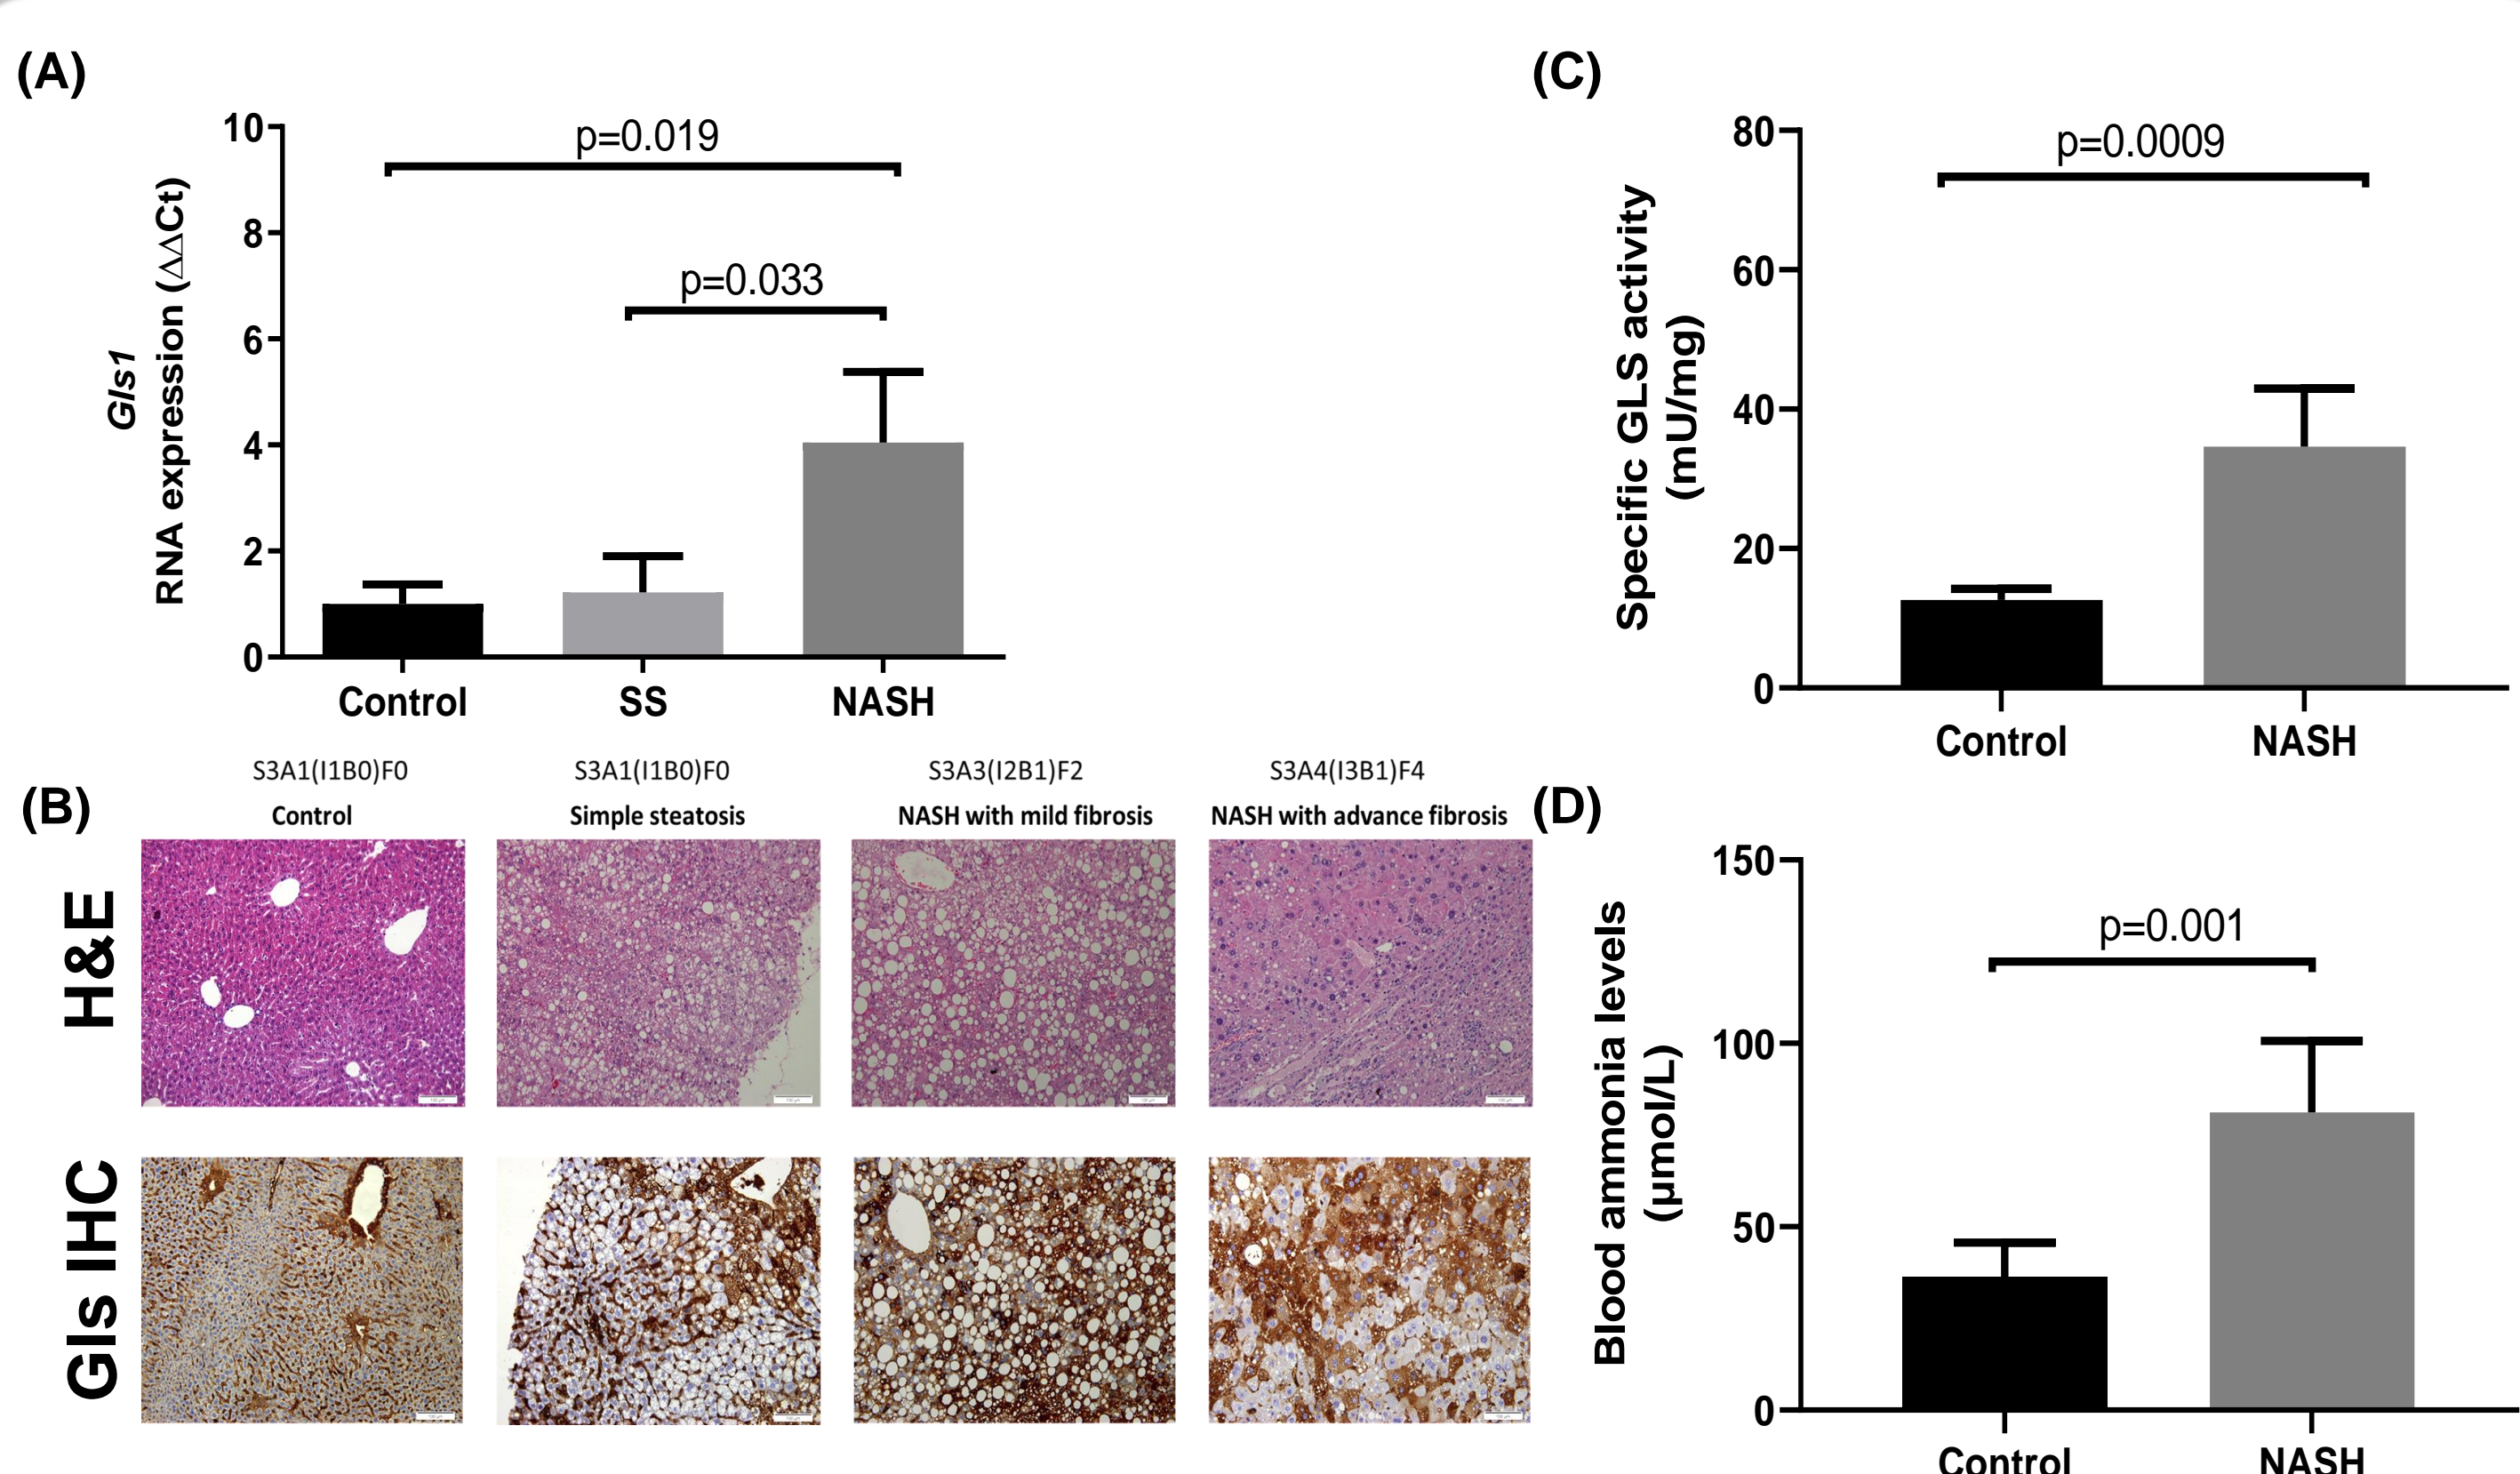 (A)
Gls1
RNA expression (△△Ct)
10
8
6
4
2
0
p=0.019
p=0.033
Control
SS
NASH
(C)
Specific GLS activity
(mU/mg)
80
60
40
20
0
p=0.0009
Control
NASH
(B)
S3A1(I1B0)F0
Control
S3A1(I1B0)F0
Simple steatosis
S3A3(I2B1)F2
NASH with mild fibrosis
S3A4(I3B1)F4
NASH with advance fibrosis
H&E
Gls IHC
(D)
Blood ammonia levels
(μmol/L)
150
100
50
0
p=0.001
Control
NASH